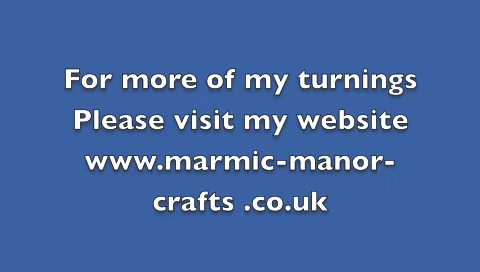 For more of my turnings
Please visit my website
www.marmic-manor-
crafts .co.uk